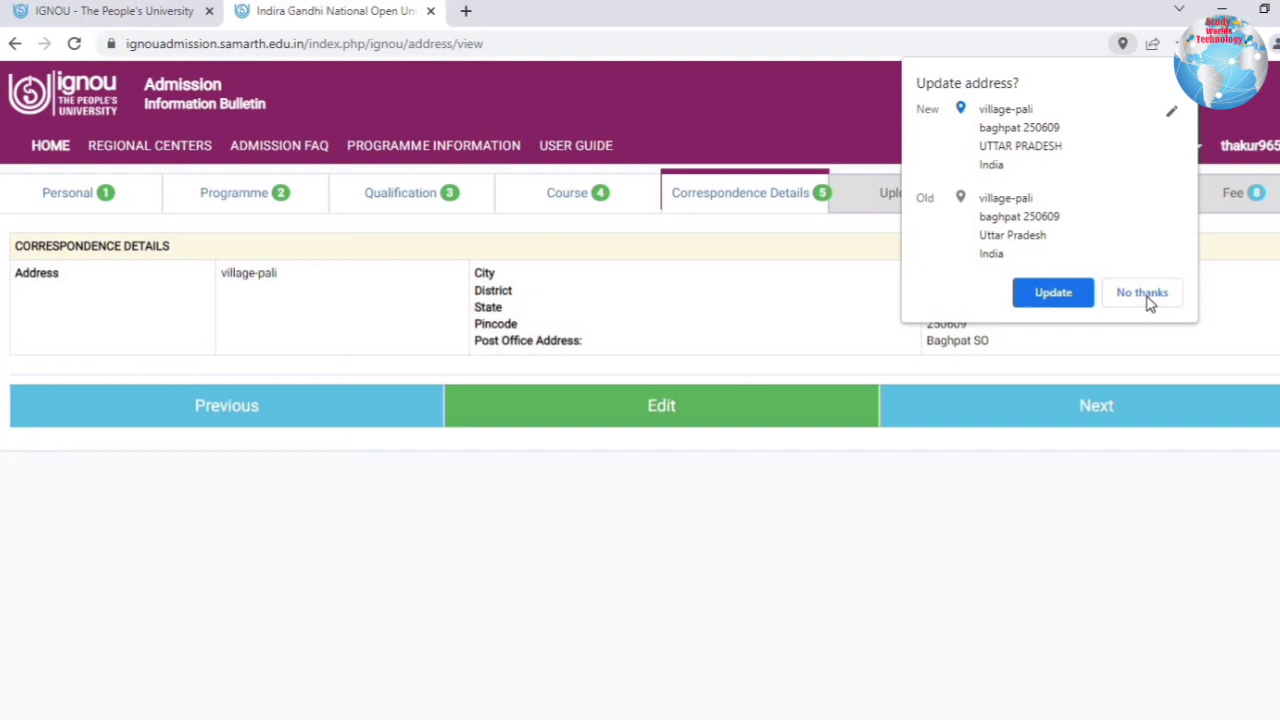 IGNOU - The People's University
Indira Gandhi National Open Un
ignouadmission.samarth.edu.in/index.php/ignou/address/view
Study
Worlds
Technology
ignou
THE PEOPLE'S
UNIVERSITY
Admission
Information Bulletin
HOME REGIONAL CENTERS ADMISSION FAQ PROGRAMME INFORMATION USER GUIDE
thakur965
Personal 1
Programme 2
Qualification 3
Course 4
Correspondence Details 5
Uplo
Fee 8
Update address?
New village-pali
baghpat 250609
UTTAR PRADESH
India
Old village-pali
baghpat 250609
Uttar Pradesh
India
Update No thanks
CORRESPONDENCE DETAILS
Address village-pali City
District
State
Pincode 250609
Post Office Address: Baghpat SO
Previous Edit Next